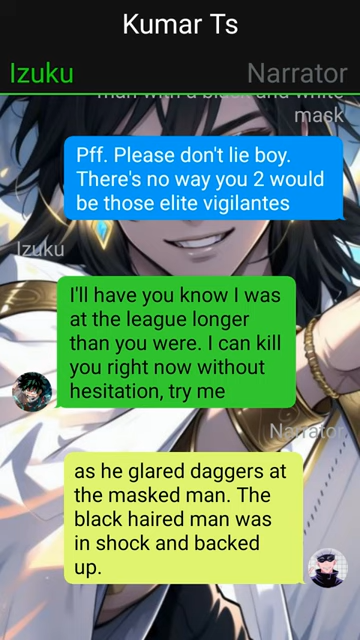 Kumar Ts
Izuku
Narrator
man with a black and white
mask
Pff. Please don't lie boy.
There's no way you 2 would
be those elite vigilantes
Izuku
I'll have you know I was
at the league longer
than you were. I can kill
you right now without
hesitation, try me
Narrator
as he glared daggers at
the masked man. The
black haired man was
in shock and backed
up.